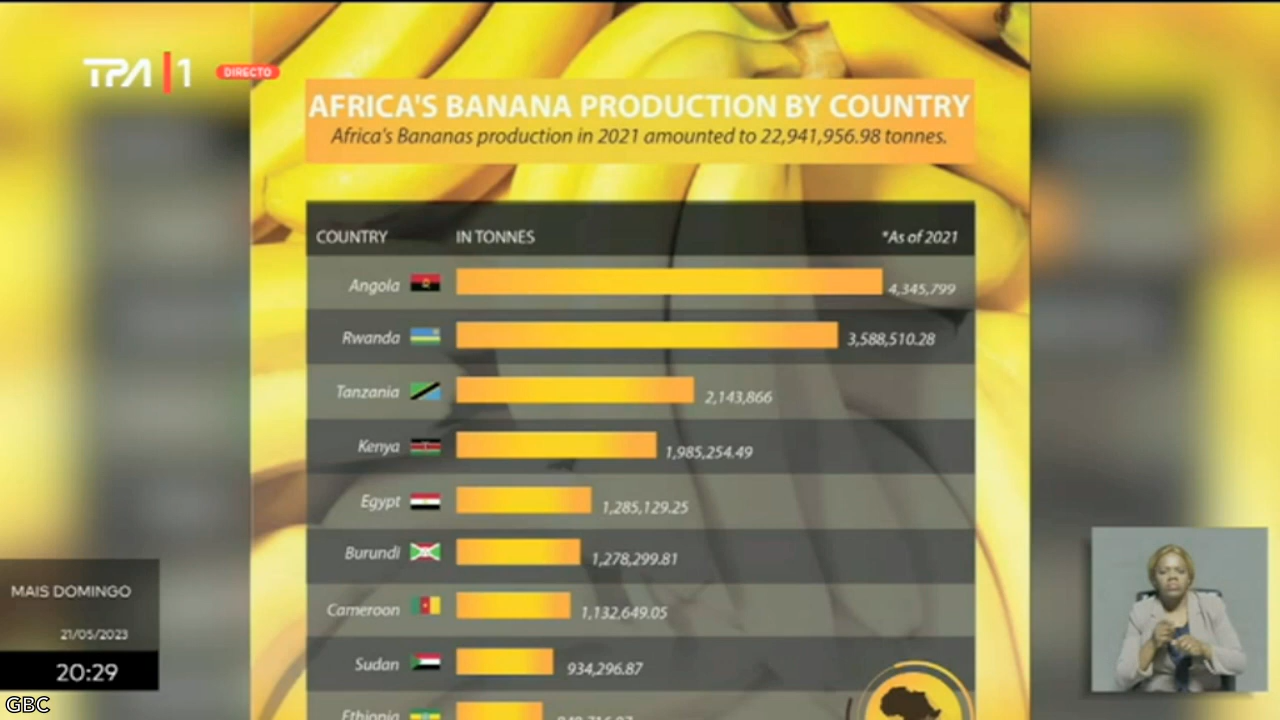 TPA 1
DIRECTO
AFRICA'S BANANA PRODUCTION BY COUNTRY
Africa's Bananas production in 2021 amounted to 22,941,956.98 tonnes.
COUNTRY IN TONNES *As of 2021
Angola 4,345,799
Rwanda 3,588,510.28
Tanzania 2,143,866
Kenya 1,985,254.49
Egypt 1,285,129.25
Burundi 1,278,299.81
Cameroon 1,132,649.05
Sudan 934,296.87
Ethiopia
MAIS DOMINGO
21/05/2023
20:29
GBC